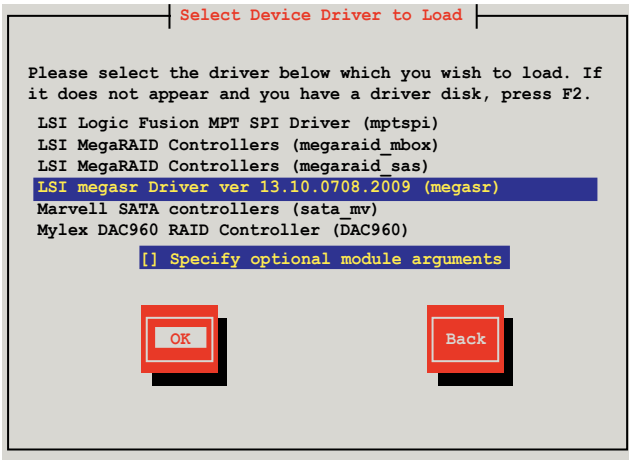 Select Device Driver to Load
Please select the driver below which you wish to load. If
it does not appear and you have a driver disk, press F2.
LSI Logic Fusion MPT SPI Driver (mptspi)
LSI MegaRAID Controllers (megaraid_mbox)
LSI MegaRAID Controllers (megaraid_sas)
LSI megasr Driver ver 13.10.0708.2009 (megasr)
Marvell SATA controllers (sata_mv)
Mylex DAC960 RAID Controller (DAC960)
[] Specify optional module arguments
OK Back